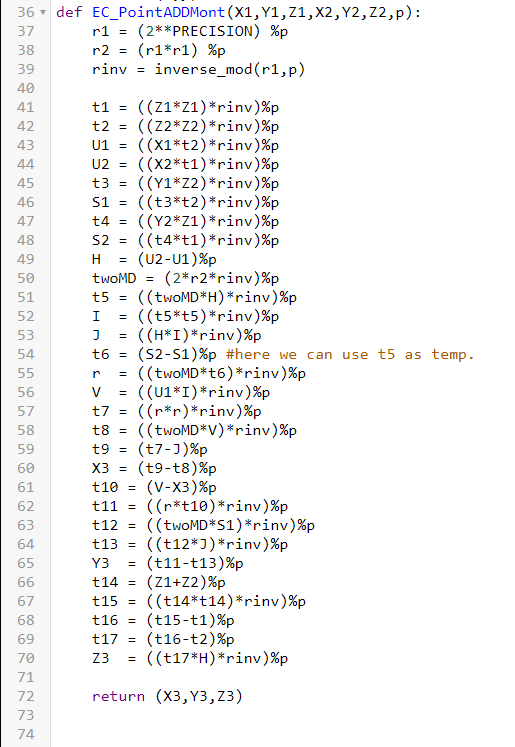 36 def EC_PointADDMont(X1,Y1,Z1,X2,Y2,Z2,p):
37     r1 = (2**PRECISION) %p
38     r2 = (r1*r1) %p
39     rinv = inverse_mod(r1,p)
40
41     t1 = ((Z1*Z1)*rinv)%p
42     t2 = ((Z2*Z2)*rinv)%p
43     U1 = ((X1*t2)*rinv)%p
44     U2 = ((X2*t1)*rinv)%p
45     t3 = ((Y1*Z2)*rinv)%p
46     S1 = ((t3*t2)*rinv)%p
47     t4 = ((Y2*Z1)*rinv)%p
48     S2 = ((t4*t1)*rinv)%p
49     H  = (U2-U1)%p
50     twoMD = (2*r2*rinv)%p
51     t5 = ((twoMD*H)*rinv)%p
52     I  = ((t5*t5)*rinv)%p
53     J  = ((H*I)*rinv)%p
54     t6 = (S2-S1)%p #here we can use t5 as temp.
55     r  = ((twoMD*t6)*rinv)%p
56     V  = ((U1*I)*rinv)%p
57     t7 = ((r*r)*rinv)%p
58     t8 = ((twoMD*V)*rinv)%p
59     t9 = (t7-J)%p
60     X3 = (t9-t8)%p
61     t10 = (V-X3)%p
62     t11 = ((r*t10)*rinv)%p
63     t12 = ((twoMD*S1)*rinv)%p
64     t13 = ((t12*J)*rinv)%p
65     Y3  = (t11-t13)%p
66     t14 = (Z1+Z2)%p
67     t15 = ((t14*t14)*rinv)%p
68     t16 = (t15-t1)%p
69     t17 = (t16-t2)%p
70     Z3  = ((t17*H)*rinv)%p
71
72     return (X3,Y3,Z3)
73
74